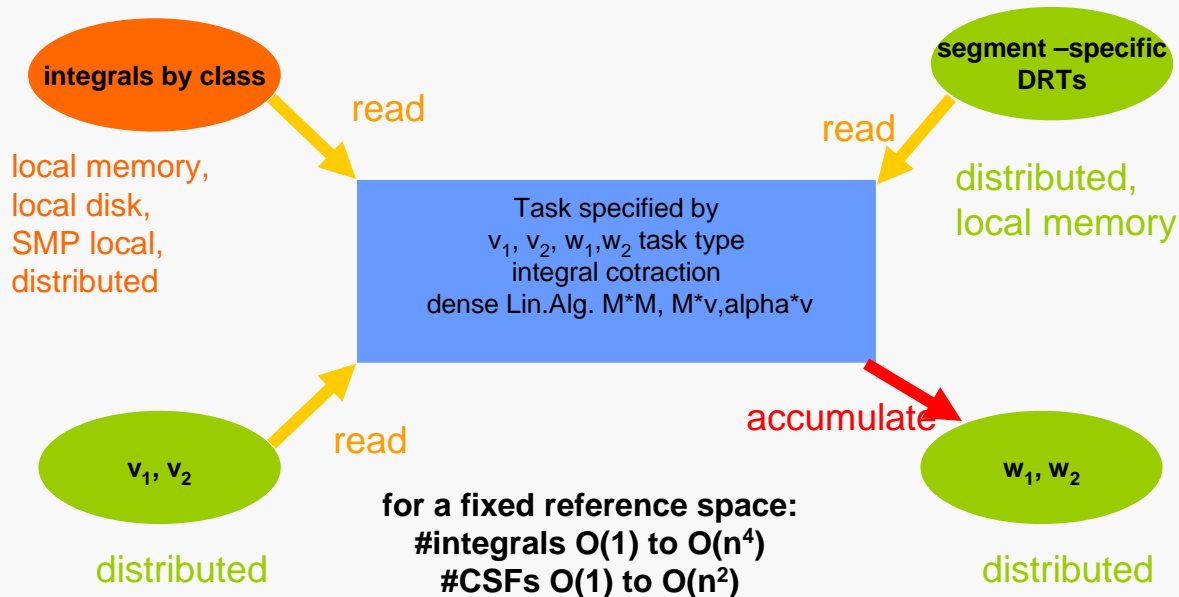 integrals by class
segment –specific
DRTs
read
read
local memory,
local disk,
SMP local,
distributed
distributed,
local memory
Task specified by
v1, v2, w1,w2 task type
integral cotraction
dense Lin.Alg. M*M, M*v,alpha*v
read
accumulate
v1, v2
w1, w2
for a fixed reference space:
#integrals O(1) to O(n4)
#CSFs O(1) to O(n2)
distributed
distributed